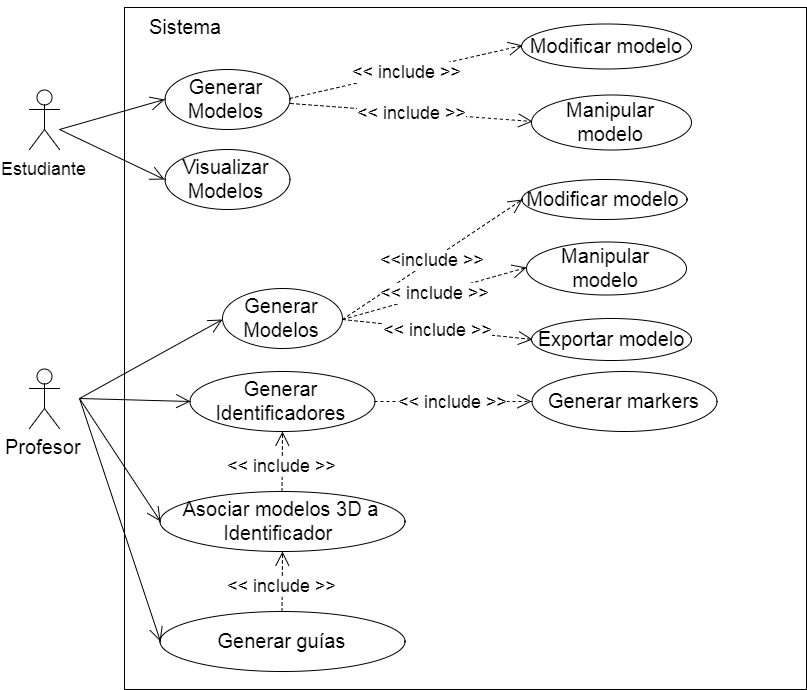 Sistema
Estudiante
Generar
Modelos
<< include >>
Modificar modelo
<< include >>
Manipular
modelo
Visualizar
Modelos
Profesor
Generar
Modelos
<<include >>
Modificar modelo
<< include >>
Manipular
modelo
<< include >>
Exportar modelo
Generar
Identificadores
<< include >>
Generar markers
<< include >>
Asociar modelos 3D a
Identificador
<< include >>
Generar guías